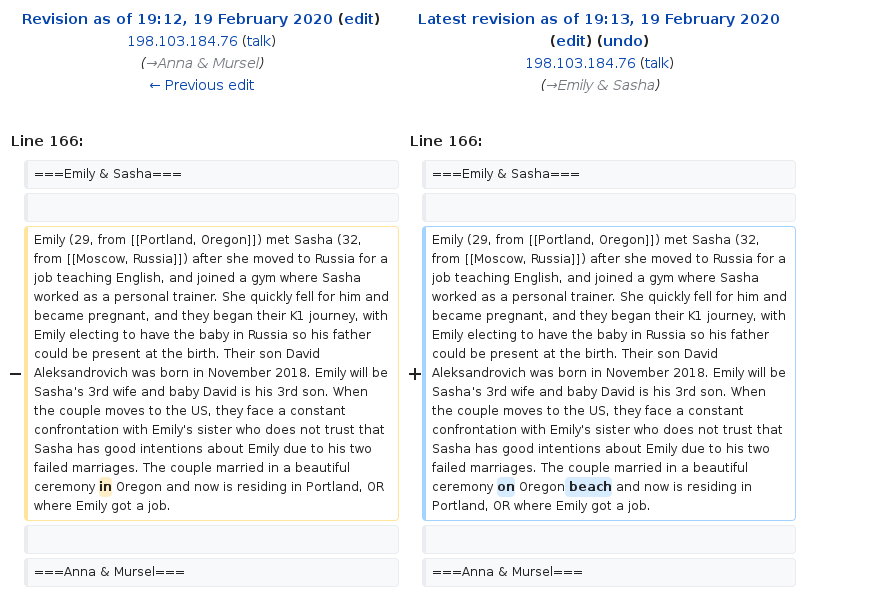 Revision as of 19:12, 19 February 2020 (edit)
198.103.184.76 (talk)
(→Anna & Mursel)
← Previous edit
Latest revision as of 19:13, 19 February 2020
(edit) (undo)
198.103.184.76 (talk)
(→Emily & Sasha)
Line 166:
Line 166:
===Emily & Sasha===
===Emily & Sasha===
− Emily (29, from [[Portland, Oregon]]) met Sasha (32,
from [[Moscow, Russia]]) after she moved to Russia for a
job teaching English, and joined a gym where Sasha
worked as a personal trainer. She quickly fell for him and
became pregnant, and they began their K1 journey, with
Emily electing to have the baby in Russia so his father
could be present at the birth. Their son David
Aleksandrovich was born in November 2018. Emily will be
Sasha's 3rd wife and baby David is his 3rd son. When
the couple moves to the US, they face a constant
confrontation with Emily's sister who does not trust that
Sasha has good intentions about Emily due to his two
failed marriages. The couple married in a beautiful
ceremony in Oregon and now is residing in Portland, OR
where Emily got a job.
+ Emily (29, from [[Portland, Oregon]]) met Sasha (32,
from [[Moscow, Russia]]) after she moved to Russia for a
job teaching English, and joined a gym where Sasha
worked as a personal trainer. She quickly fell for him and
became pregnant, and they began their K1 journey, with
Emily electing to have the baby in Russia so his father
could be present at the birth. Their son David
Aleksandrovich was born in November 2018. Emily will be
Sasha's 3rd wife and baby David is his 3rd son. When
the couple moves to the US, they face a constant
confrontation with Emily's sister who does not trust that
Sasha has good intentions about Emily due to his two
failed marriages. The couple married in a beautiful
ceremony on Oregon beach and now is residing in
Portland, OR where Emily got a job.
===Anna & Mursel===
===Anna & Mursel===